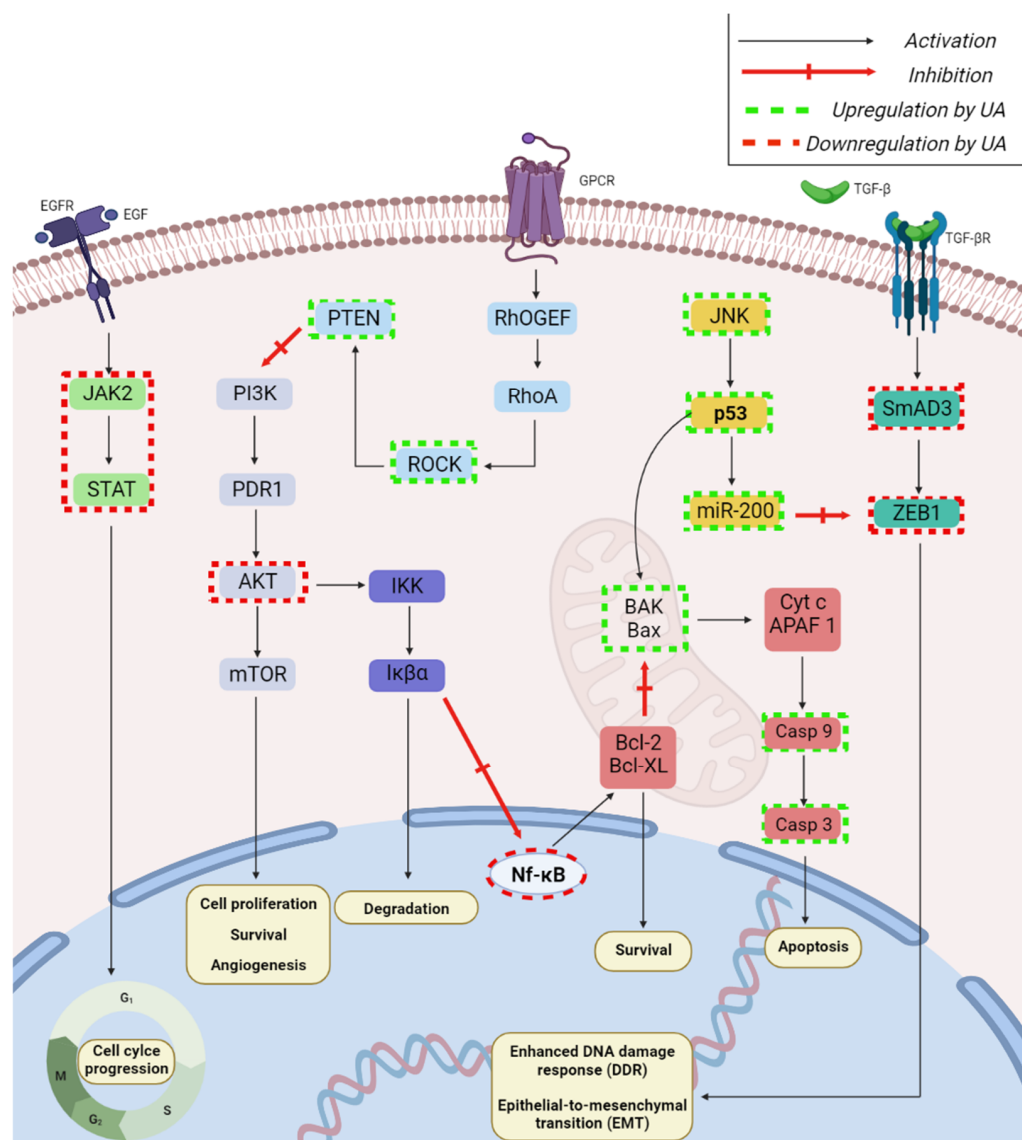 Activation
Inhibition
Upregulation by UA
Downregulation by UA
GPCR
TGF-β
EGFR
EGF
TGF-βR
PTEN
RhOGEF
JNK
JAK2
PI3K
RhoA
p53
SmAD3
ROCK
STAT
PDR1
miR-200
ZEB1
AKT
IKK
BAK
Bax
Cyt c
APAF 1
mTOR
Iκβα
Casp 9
Bcl-2
Bcl-XL
Casp 3
Nf-κB
Cell proliferation
Survival
Angiogenesis
Degradation
Survival
Apoptosis
G₁
Cell cylce
progression
M
S
G₂
Enhanced DNA damage
response (DDR)
Epithelial-to-mesenchymal
transition (EMT)